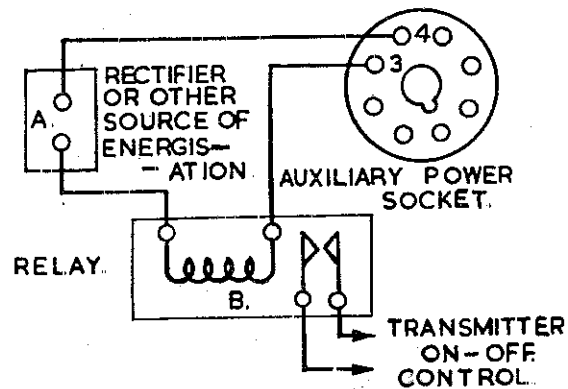 4
3
RECTIFIER
OR OTHER
A. SOURCE OF
ENERGIS-
-ATION
AUXILIARY POWER
SOCKET.
RELAY.
B.
TRANSMITTER
ON-OFF.
CONTROL.